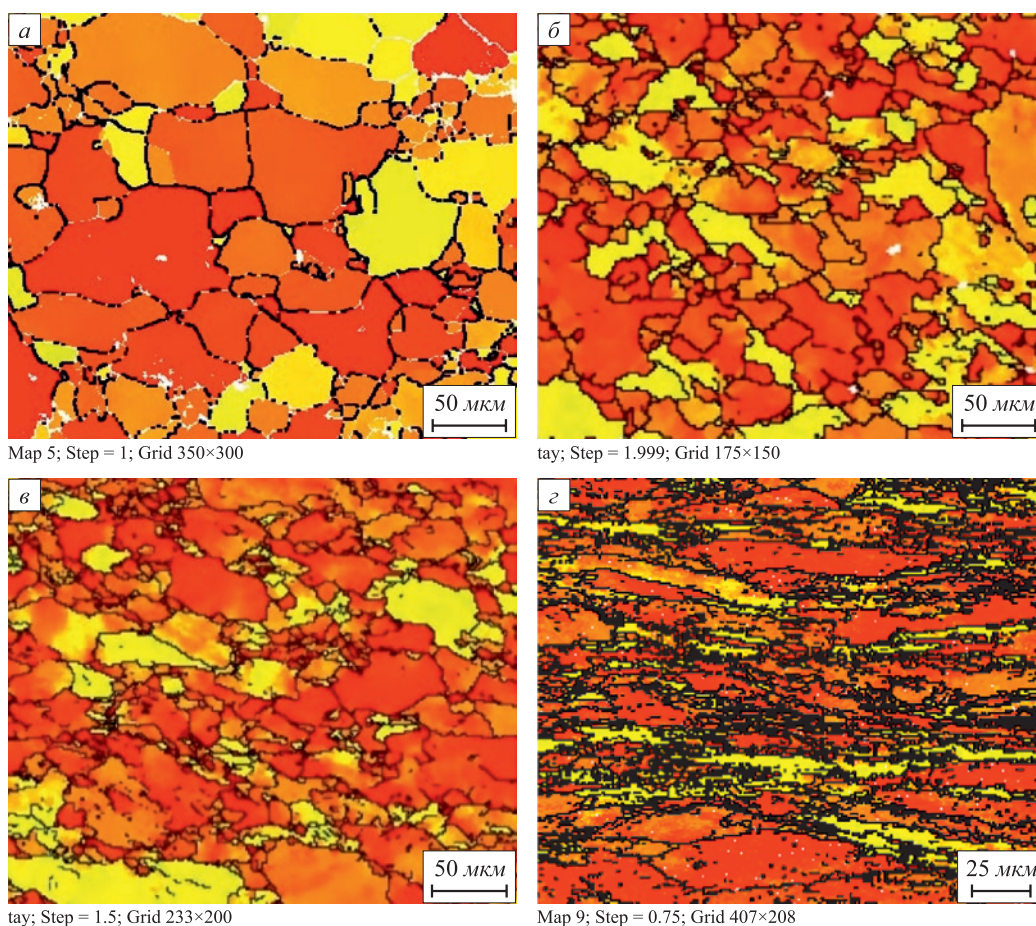 а
б
50 мкм
50 мкм
Map 5; Step = 1; Grid 350×300
tay; Step = 1.999; Grid 175×150
в
г
50 мкм
25 мкм
tay; Step = 1.5; Grid 233×200
Map 9; Step = 0.75; Grid 407×208